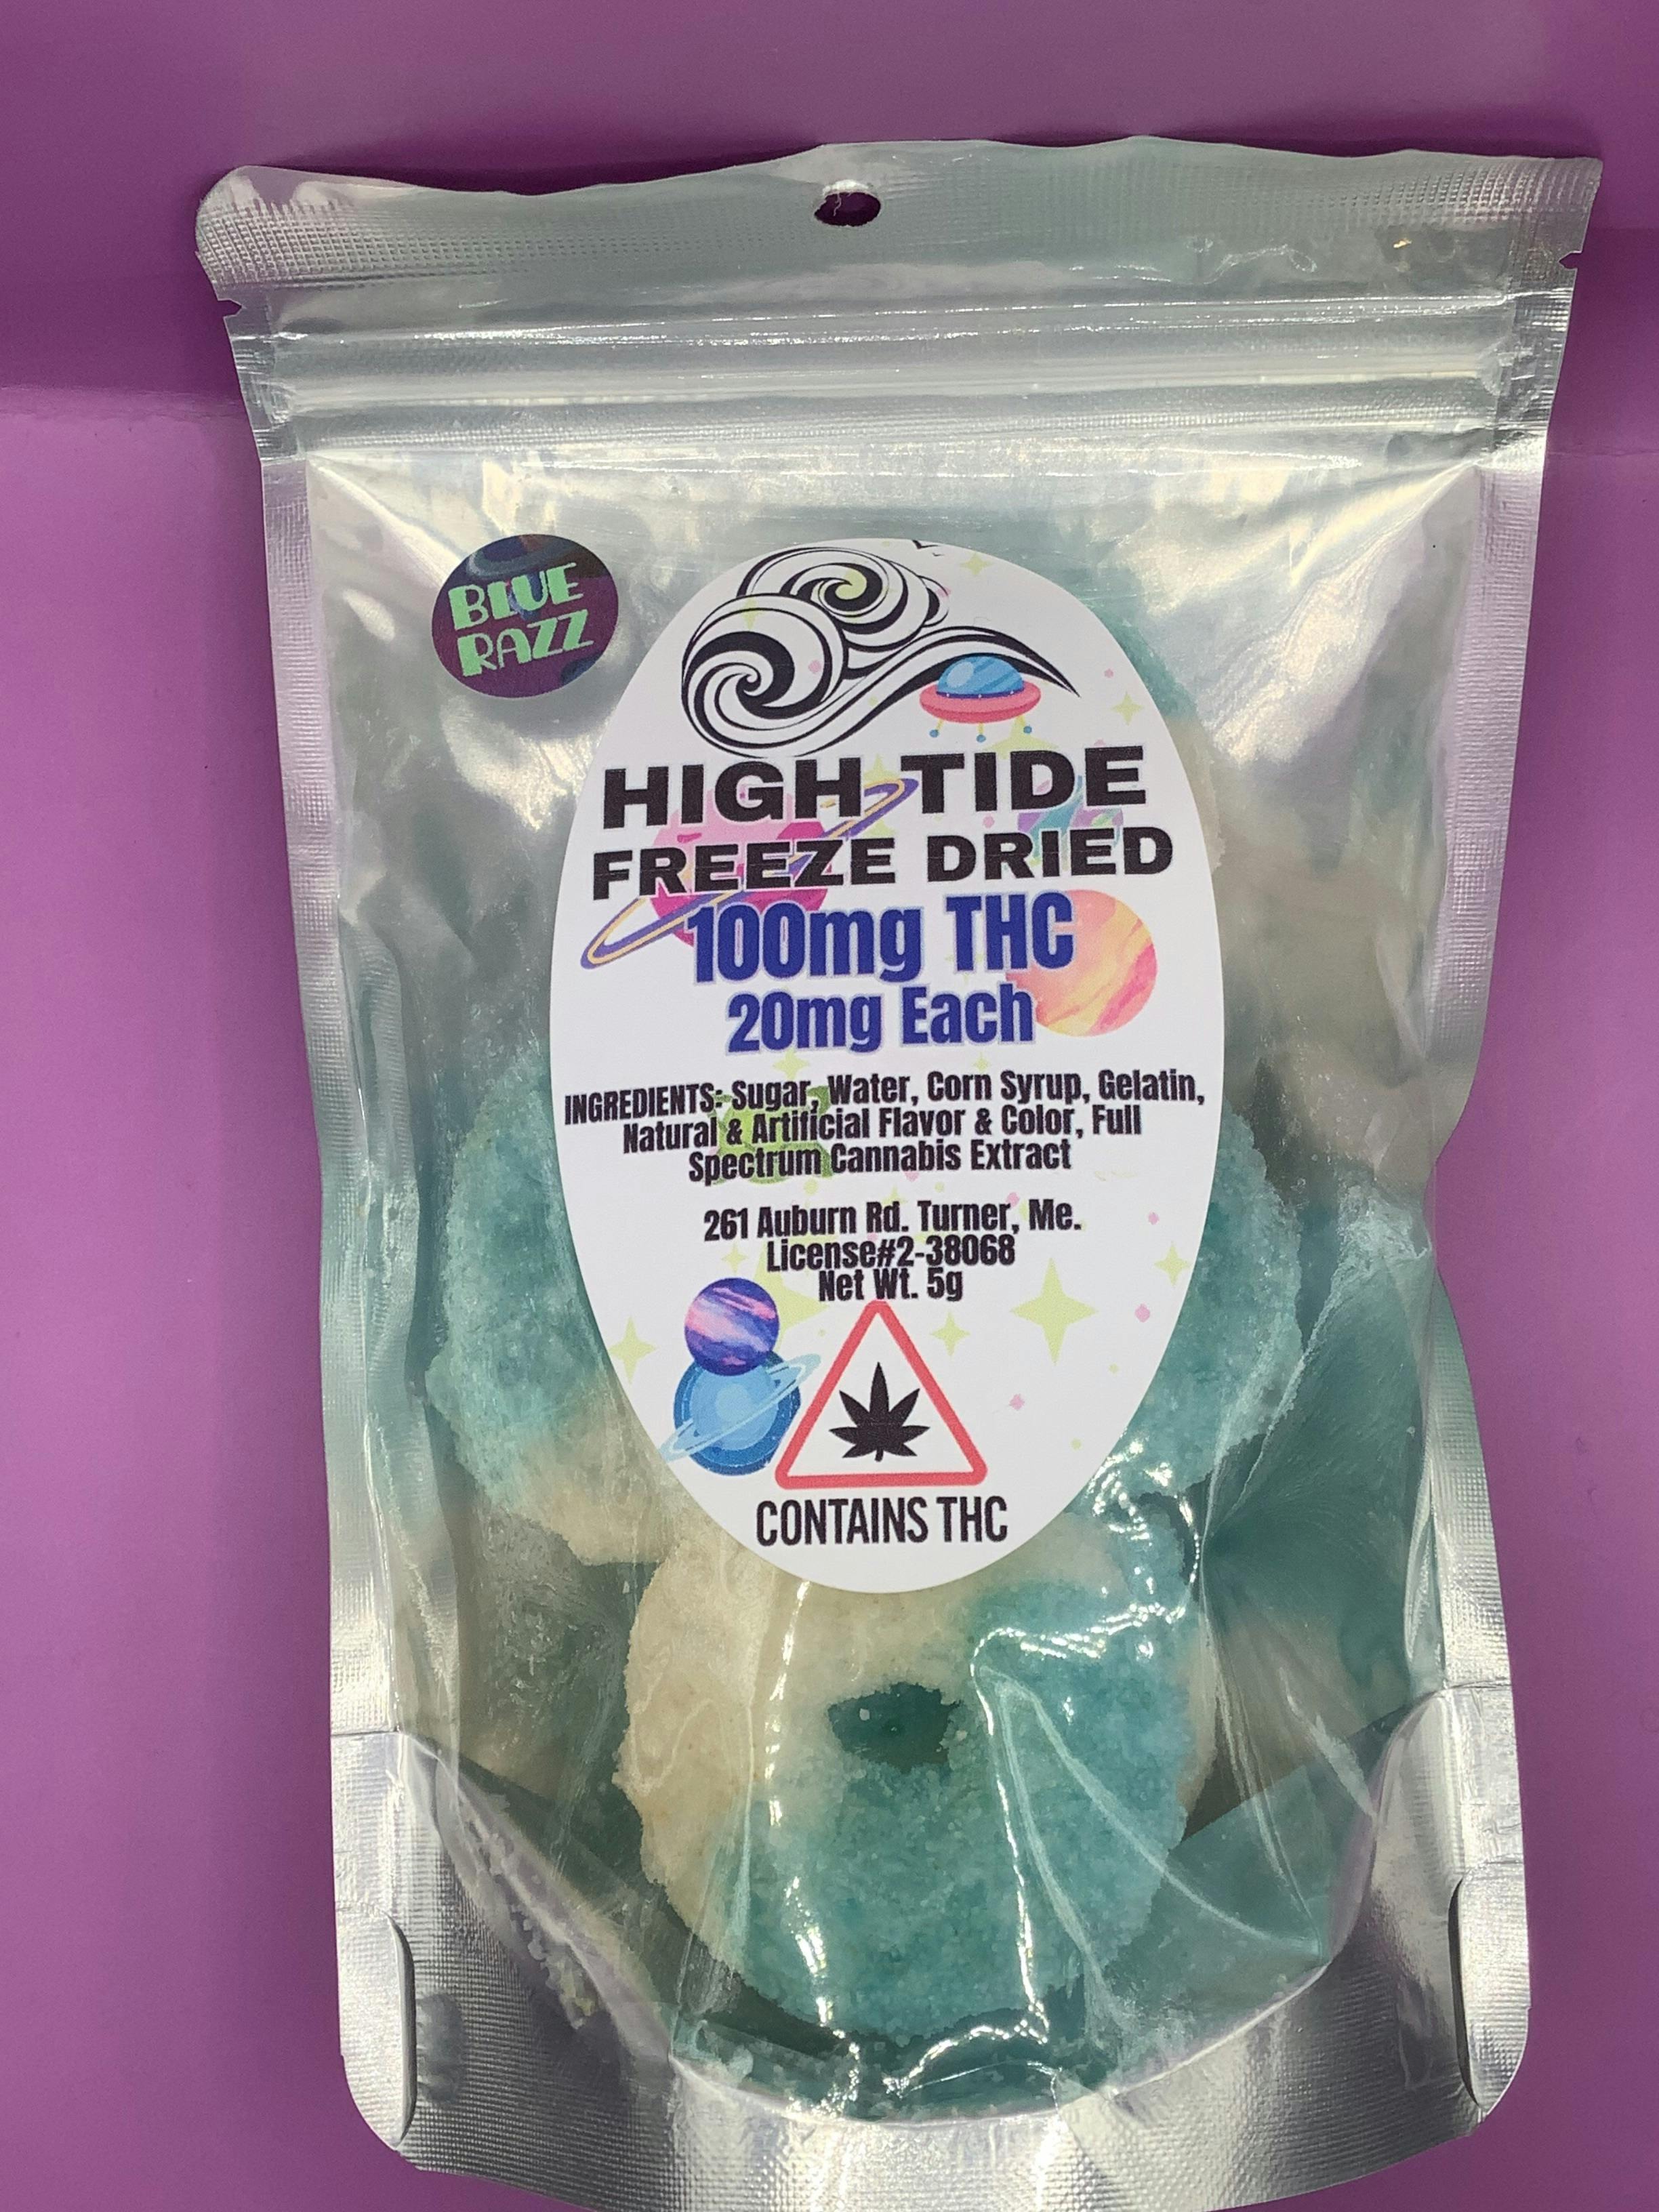 BLUE
RAZZ
HIGH TIDE
FREEZE DRIED
100mg THC
20mg Each
INGREDIENTS: Sugar, Water, Corn Syrup, Gelatin,
Natural & Artificial Flavor & Color, Full
Spectrum Cannabis Extract
261 Auburn Rd. Turner, Me.
License#2-38068
Net Wt. 5g
CONTAINS THC